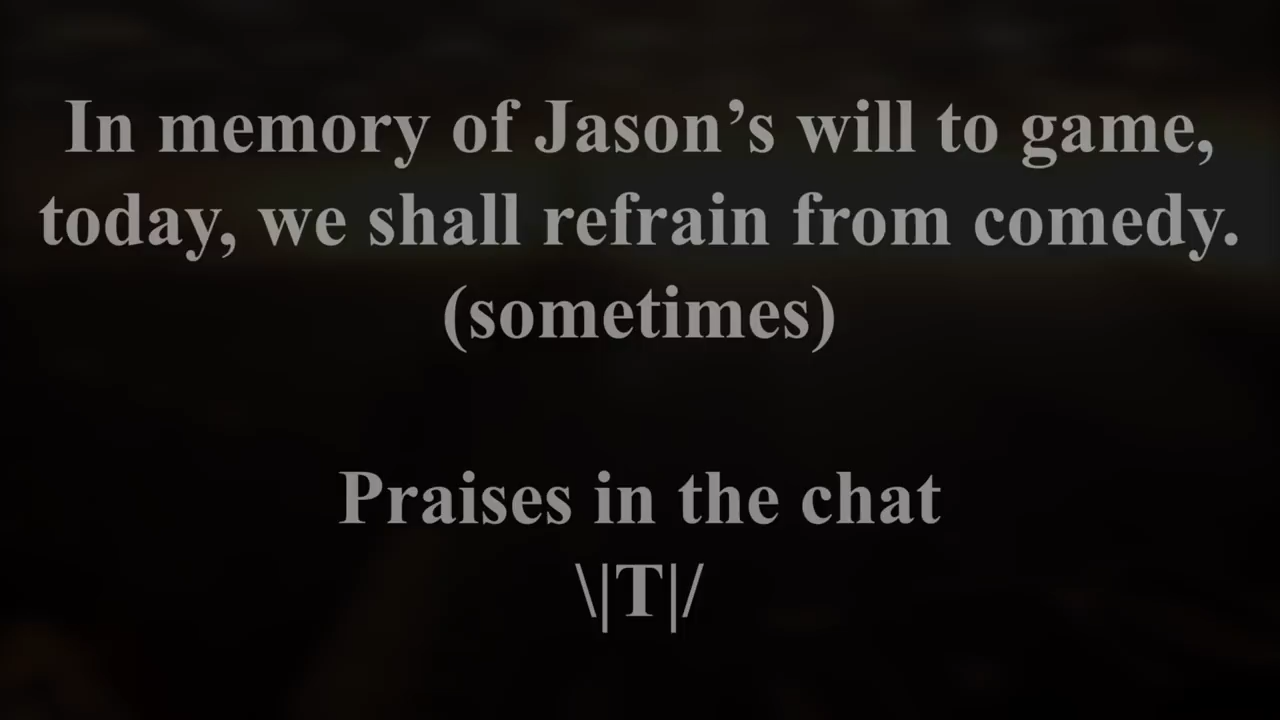 In memory of Jason’s will to game,
today, we shall refrain from comedy.
(sometimes)
Praises in the chat
\|T|/